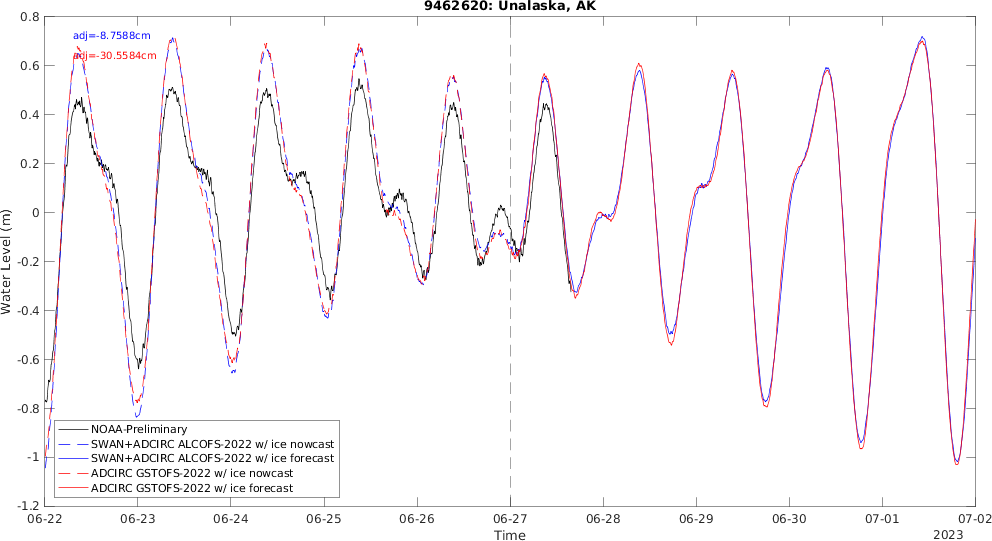 9462620: Unalaska, AK
adj=-8.7588cm
adj=-30.5584cm
Water Level (m)
0.8
0.6
0.4
0.2
0
-0.2
-0.4
-0.6
-0.8
-1
-1.2
NOAA-Preliminary
SWAN+ADCIRC ALCOFS-2022 w/ ice nowcast
SWAN+ADCIRC ALCOFS-2022 w/ ice forecast
ADCIRC GSTOFS-2022 w/ ice nowcast
ADCIRC GSTOFS-2022 w/ ice forecast
06-22 06-23 06-24 06-25 06-26 06-27 06-28 06-29 06-30 07-01 07-02
Time
2023